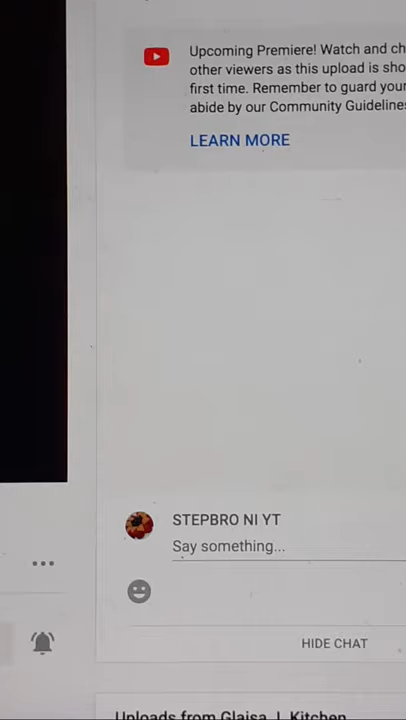 Upcoming Premiere! Watch and ch
other viewers as this upload is sho
first time. Remember to guard your
abide by our Community Guidelines
LEARN MORE
STEPBRO NI YT
Say something...
HIDE CHAT
Uploads from Glaisa J. Kitchen